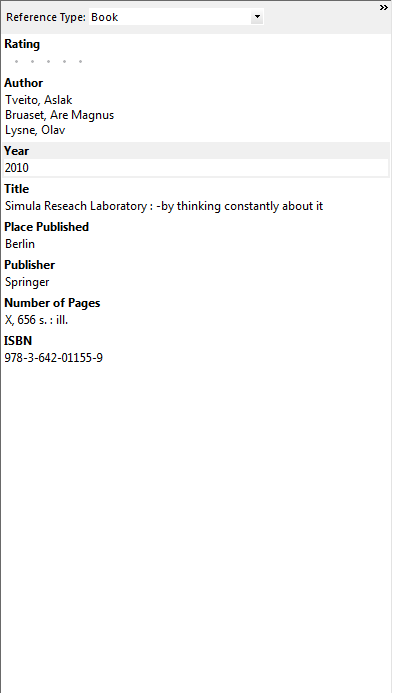 Reference Type: Book
Rating
Author
Tveito, Aslak
Bruaset, Are Magnus
Lysne, Olav
Year
2010
Title
Simula Reseach Laboratory : -by thinking constantly about it
Place Published
Berlin
Publisher
Springer
Number of Pages
X, 656 s. : ill.
ISBN
978-3-642-01155-9